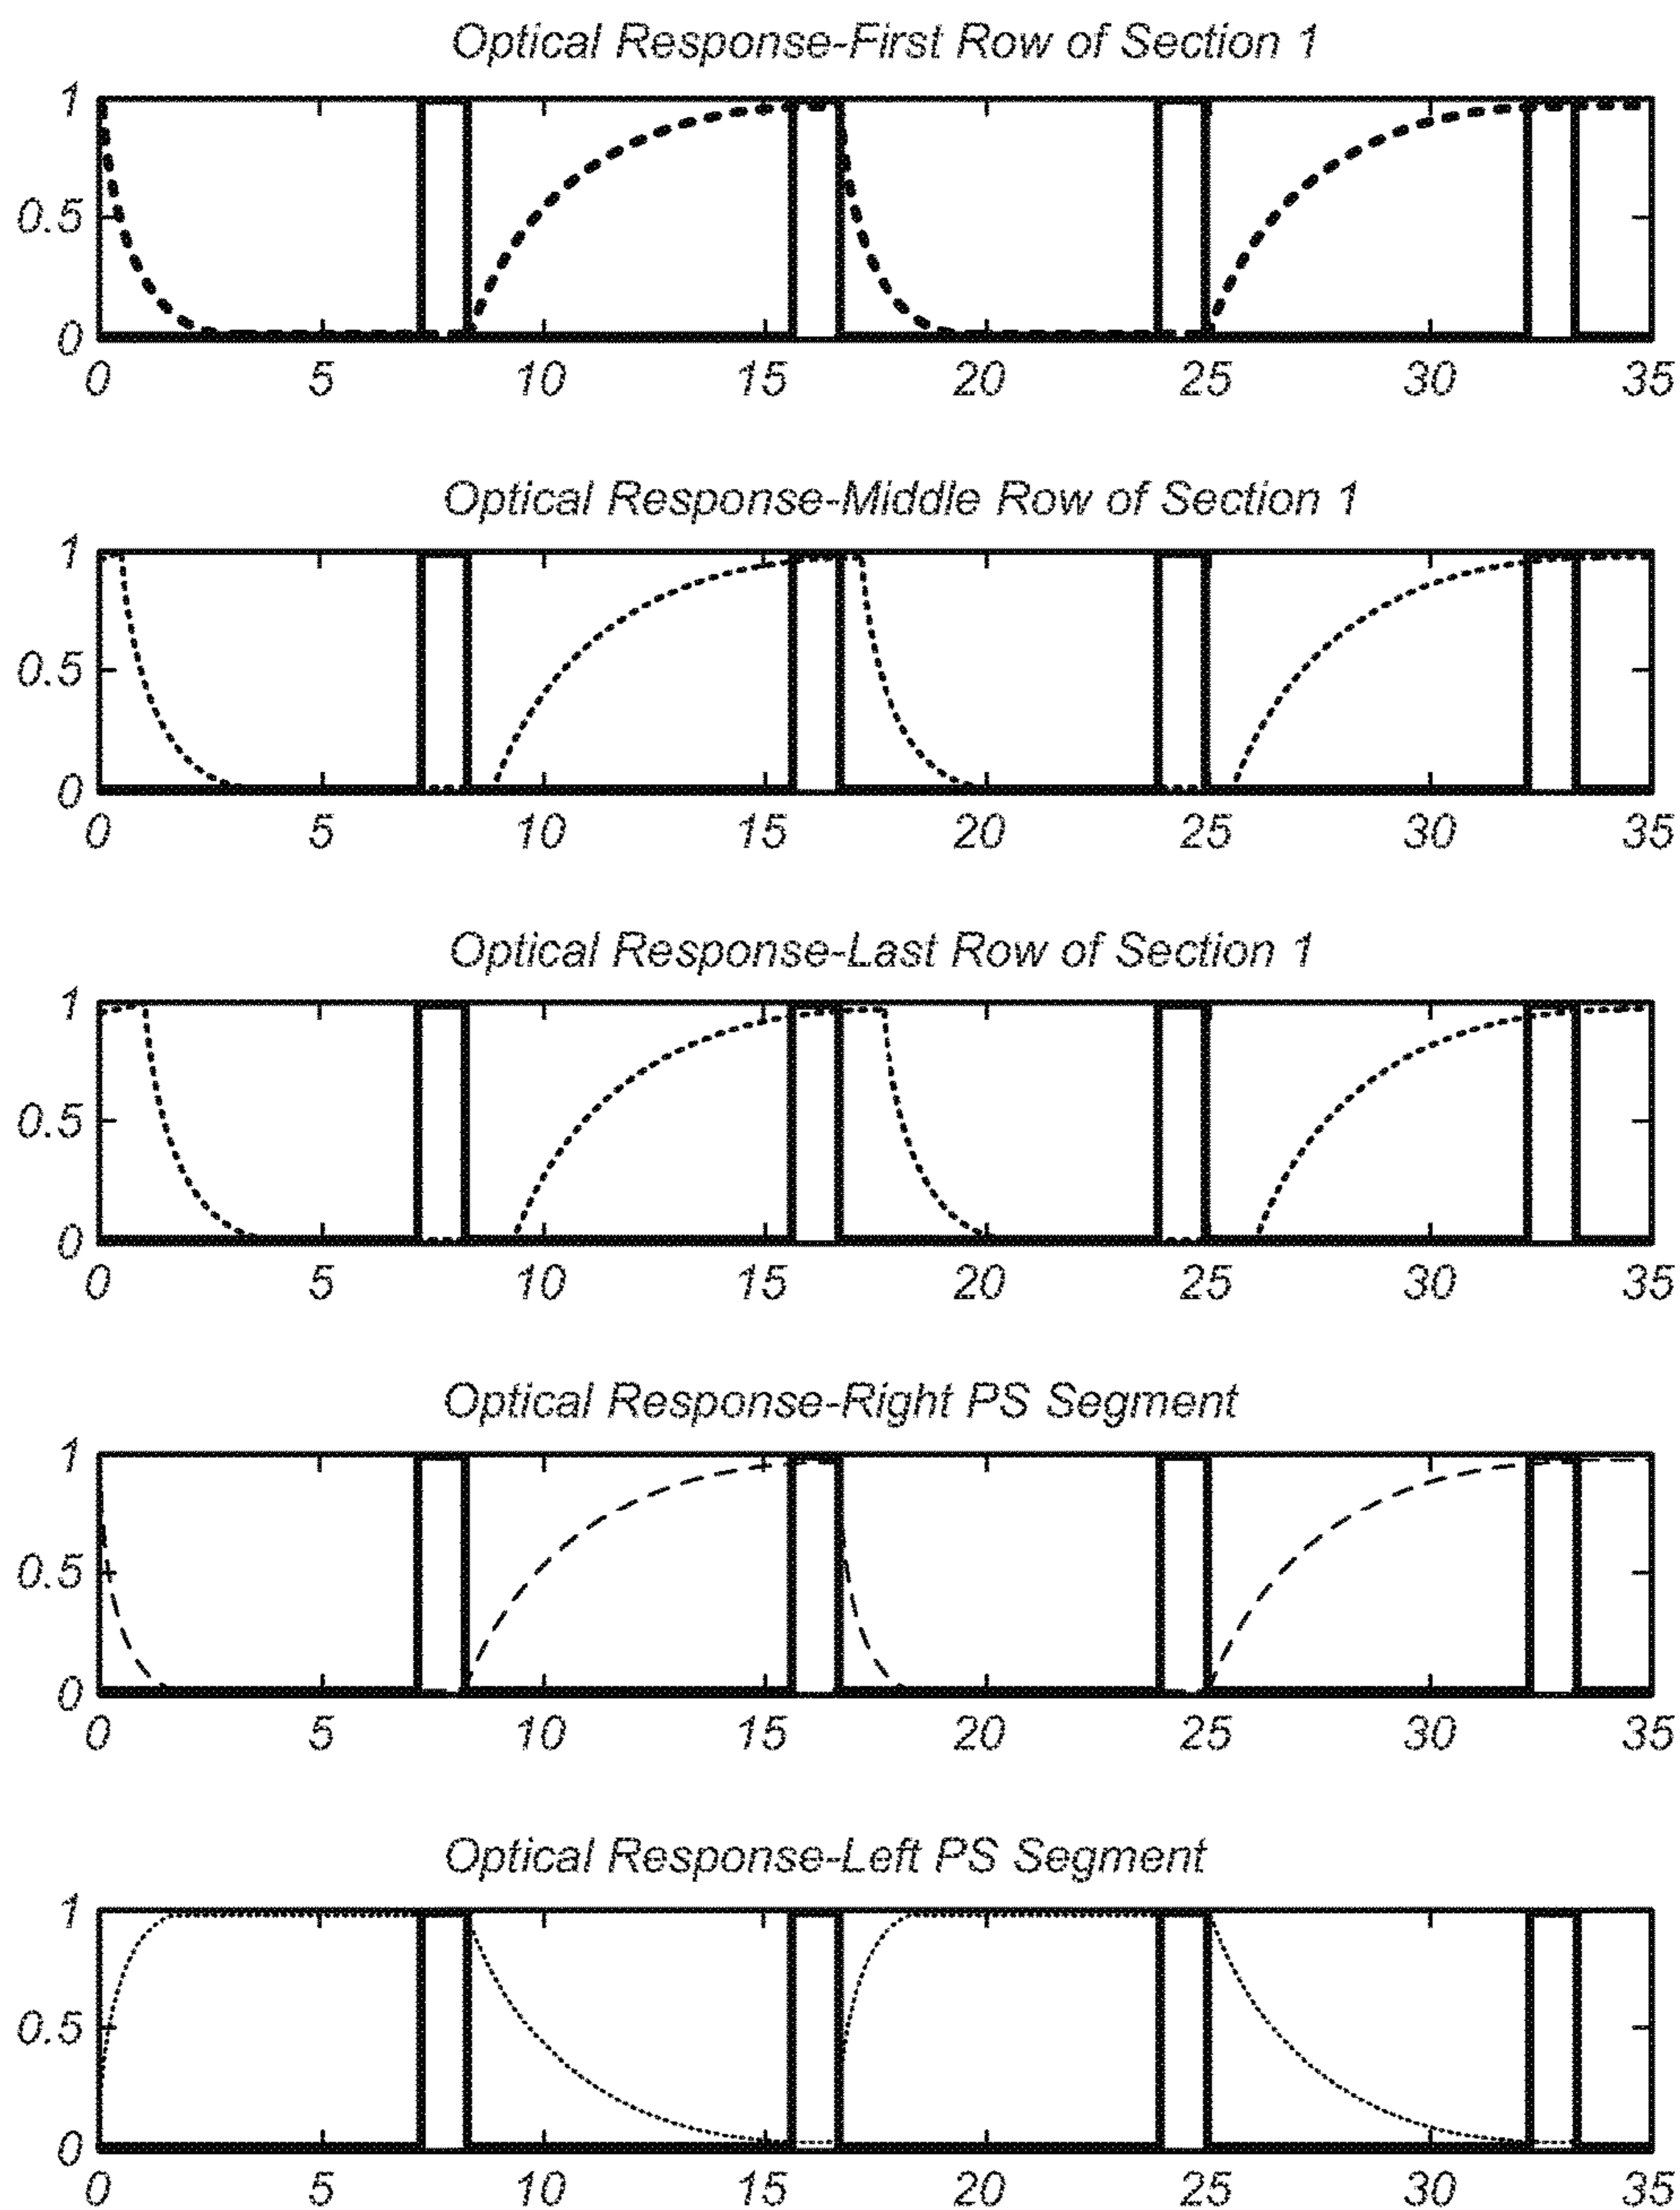 Optical Response-First Row of Section 1
1
0.5
0
0 5 10 15 20 25 30 35
Optical Response-Middle Row of Section 1
1
0.5
0
0 5 10 15 20 25 30 35
Optical Response-Last Row of Section 1
1
0.5
0
0 5 10 15 20 25 30 35
Optical Response-Right PS Segment
1
0.5
0
0 5 10 15 20 25 30 35
Optical Response-Left PS Segment
1
0.5
0
0 5 10 15 20 25 30 35